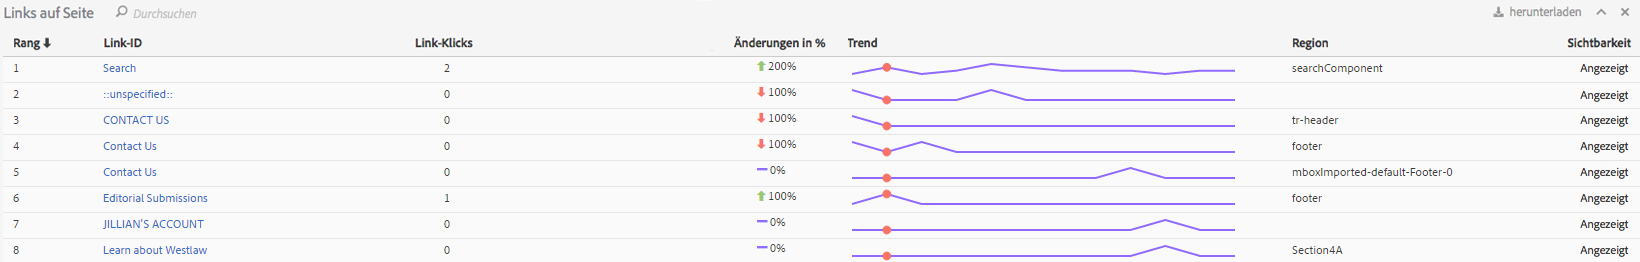 Links auf Seite Durchsuchen herunterladen
Rang Link-ID Link-Klicks Änderungen in % Trend Region Sichtbarkeit
1 Search 2 200% searchComponent Angezeigt
2 ::unspecified:: 0 100% Angezeigt
3 CONTACT US 0 100% tr-header Angezeigt
4 Contact Us 0 100% footer Angezeigt
5 Contact Us 0 0% mboxImported-default-Footer-0 Angezeigt
6 Editorial Submissions 1 100% footer Angezeigt
7 JILLIAN'S ACCOUNT 0 0% Angezeigt
8 Learn about Westlaw 0 0% Section4A Angezeigt